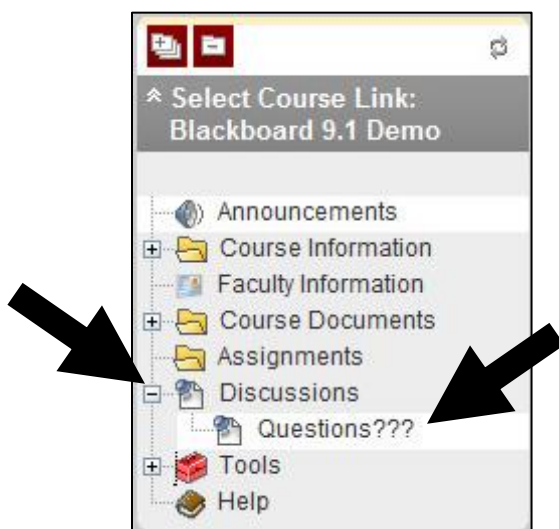 Select Course Link:
Blackboard 9.1 Demo
Announcements
Course Information
Faculty Information
Course Documents
Assignments
Discussions
Questions???
Tools
Help